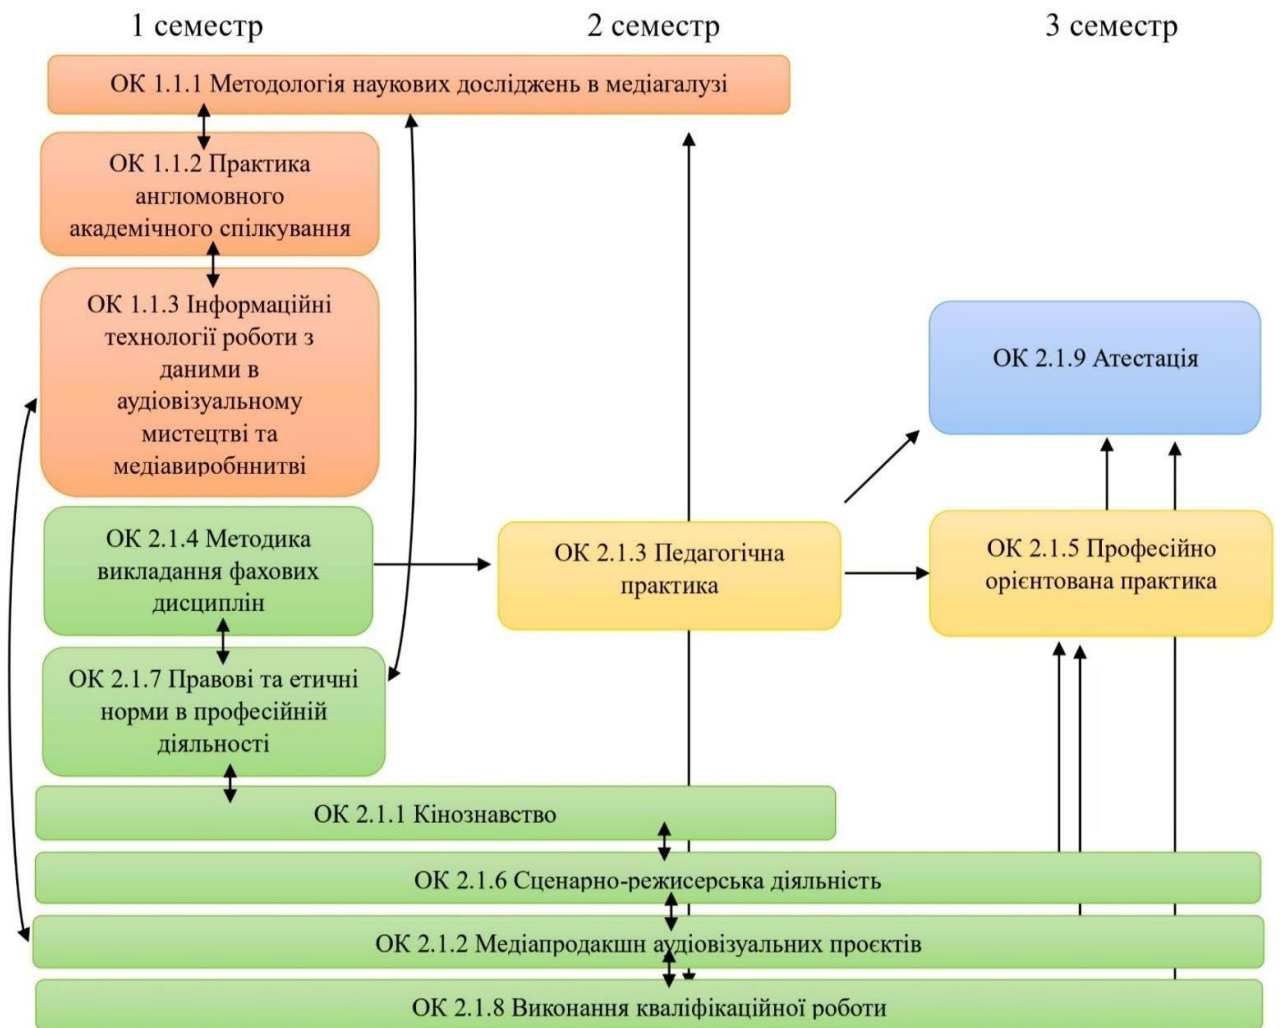 1 семестр
2 семестр
3 семестр
ОК 1.1.1 Методологія наукових досліджень в медіагалузі
ОК 1.1.2 Практика
англомовного
академічного спілкування
ОК 1.1.3 Інформаційні
технології роботи з
даними в
аудіовізуальному
мистецтві та
медіавиробннитві
ОК 2.1.9 Атестація
ОК 2.1.4 Методика
викладання фахових
дисциплін
ОК 2.1.3 Педагогічна
практика
ОК 2.1.5 Професійно
орієнтована практика
ОК 2.1.7 Правові та етичні
норми в професійній
діяльності
ОК 2.1.1 Кінознавство
ОК 2.1.6 Сценарно-режисерська діяльність
ОК 2.1.2 Медіапродакшн аудіовізуальних проєктів
ОК 2.1.8 Виконання кваліфікаційної роботи